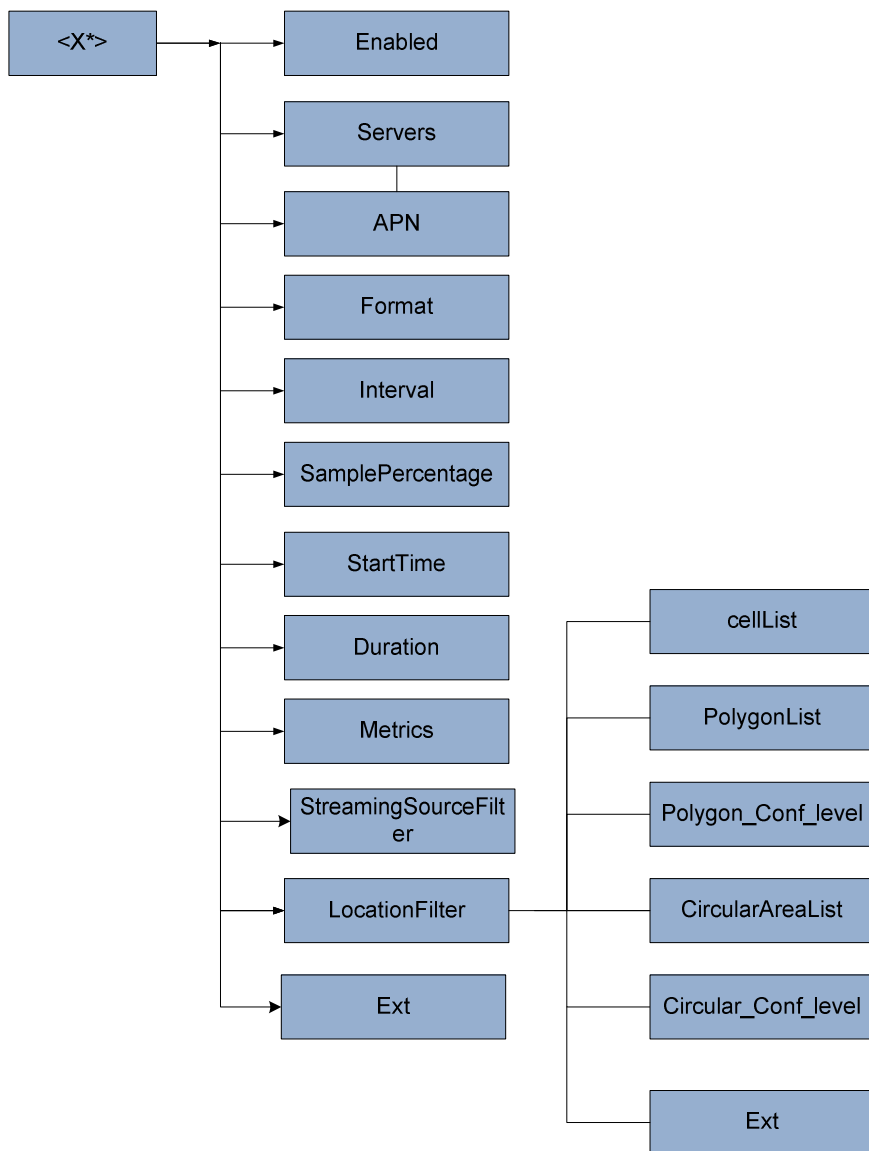 <X*>
Enabled
Servers
APN
Format
Interval
SamplePercentage
StartTime
Duration
Metrics
StreamingSourceFilt
er
LocationFilter
Ext
cellList
PolygonList
Polygon_Conf_level
CircularAreaList
Circular_Conf_level
Ext